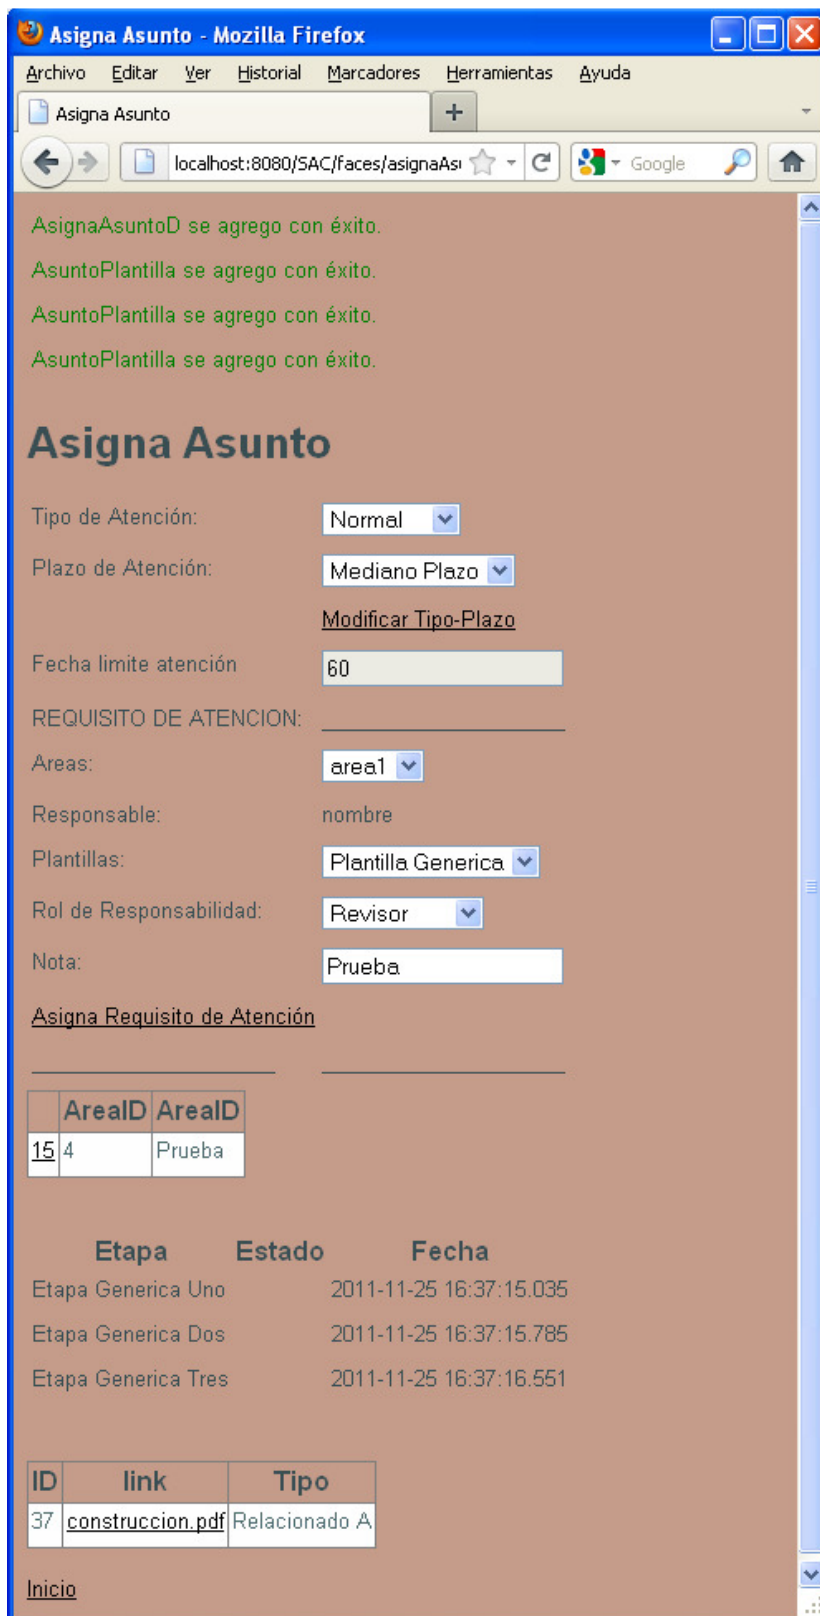 Asigna Asunto - Mozilla Firefox
Archivo Editar Ver Historial Marcadores Herramientas Ayuda
Asigna Asunto
localhost:8080/SAC/faces/asignaAsu Google
AsignaAsuntoD se agrego con éxito.
AsuntoPlantilla se agrego con éxito.
AsuntoPlantilla se agrego con éxito.
AsuntoPlantilla se agrego con éxito.
Asigna Asunto
Tipo de Atención: Normal
Plazo de Atención: Mediano Plazo
Modificar Tipo-Plazo
Fecha limite atención 60
REQUISITO DE ATENCION:
Areas: area1
Responsable: nombre
Plantillas: Plantilla Generica
Rol de Responsabilidad: Revisor
Nota: Prueba
Asigna Requisito de Atención
AreaID AreaID
15 4 Prueba
Etapa Estado Fecha
Etapa Generica Uno 2011-11-25 16:37:15.035
Etapa Generica Dos 2011-11-25 16:37:15.785
Etapa Generica Tres 2011-11-25 16:37:16.551
ID link Tipo
37 construccion.pdf Relacionado A
Inicio